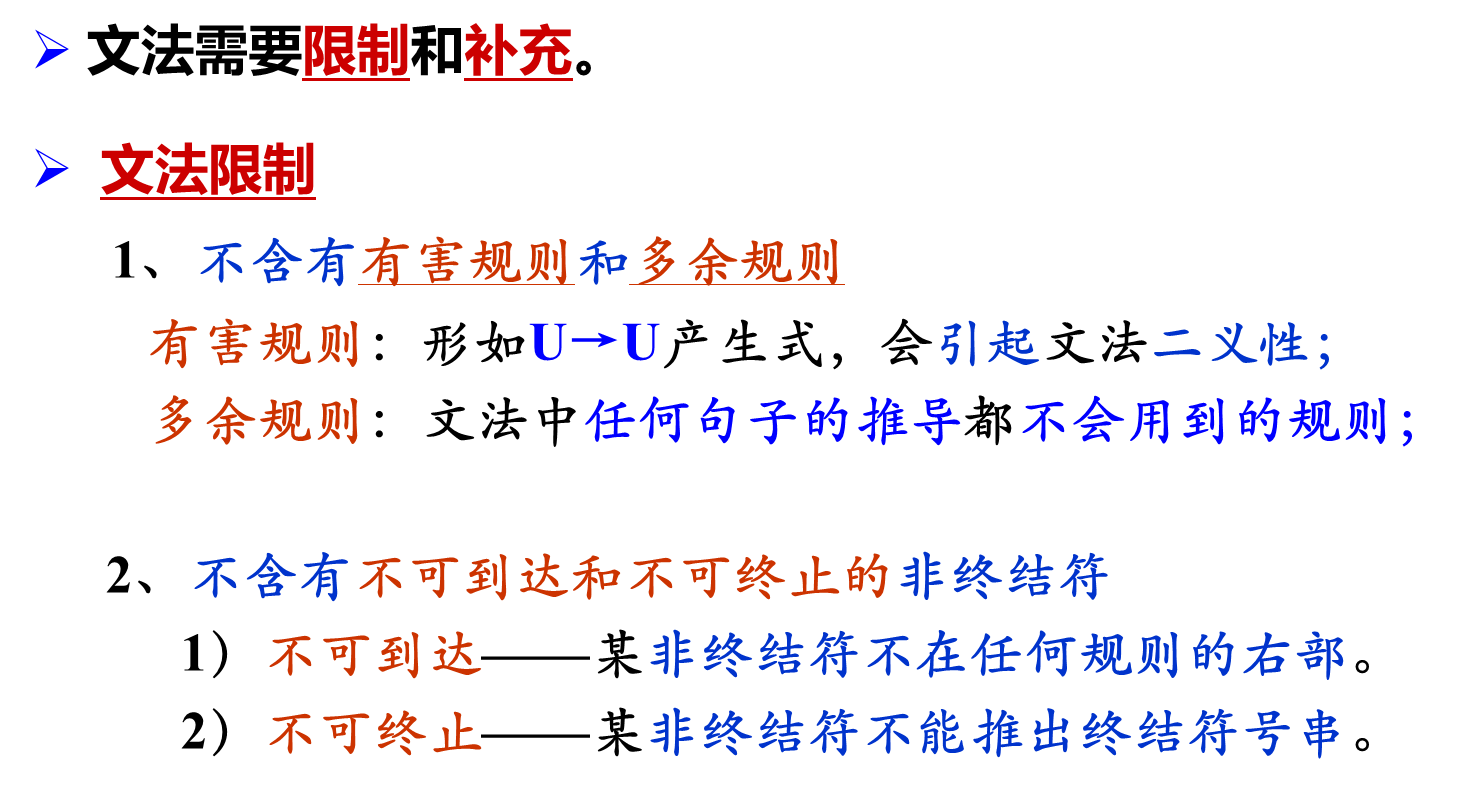 ➢ 文法需要限制和补充。
➢ 文法限制
1、不含有有害规则和多余规则
有害规则：形如U→U产生式，会引起文法二义性；
多余规则：文法中任何句子的推导都不会用到的规则；
2、不含有不可到达和不可终止的非终结符
1）不可到达——某非终结符不在任何规则的右部。
2）不可终止——某非终结符不能推出终结符号串。